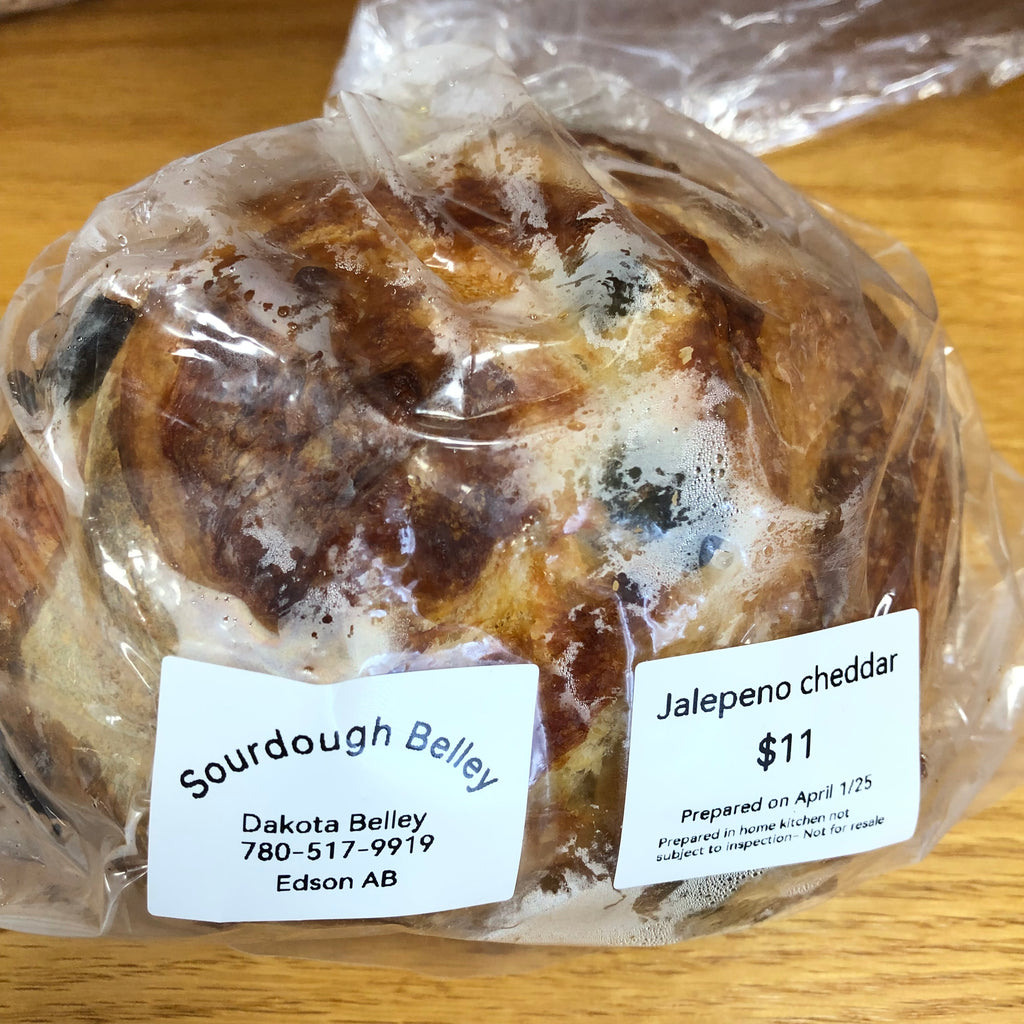 Sourdough Belley
Dakota Belley
780-517-9919
Edson AB
Jalepeno cheddar
$11
Prepared on April 1/25
Prepared in home kitchen not
subject to inspection- Not for resale